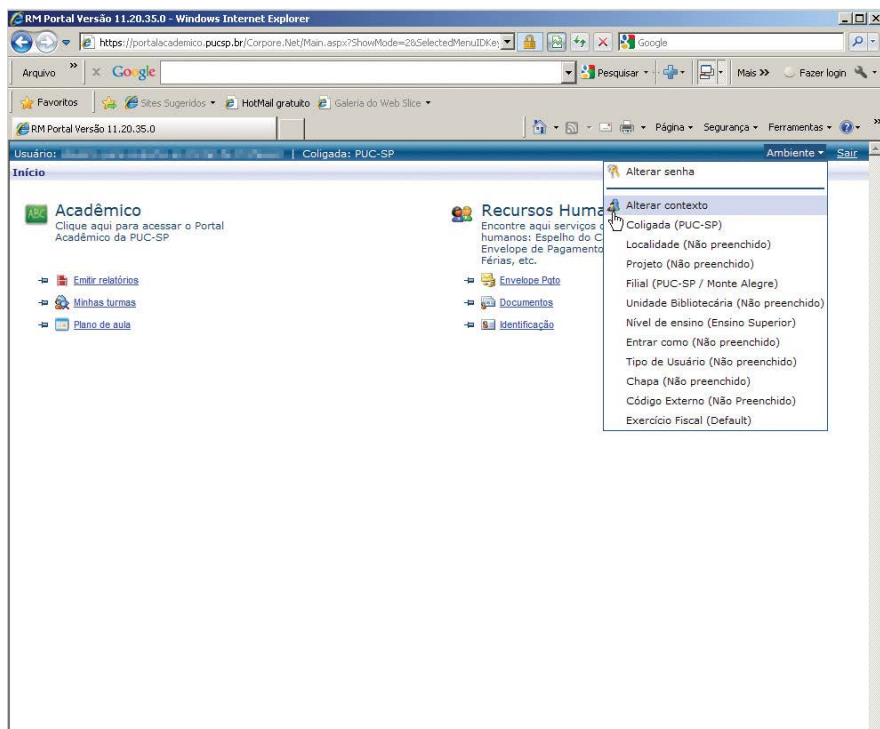 RM Portal Versão 11.20.35.0 - Windows Internet Explorer
https://portalacademico.pucsp.br/Corpore.Net/Main.aspx?ShowMode=2&SelectedMenuIDKey
Google
Arquivo » × Google Pesquisar Mais » Fazer login
Favoritos Sites Sugeridos HotMail gratuito Galeria do Web Slice
RM Portal Versão 11.20.35.0 Página Segurança Ferramentas »
Usuário: | Coligada: PUC-SP Ambiente Sair
Início
Alterar senha
Alterar contexto
Coligada (PUC-SP)
Localidade (Não preenchido)
Projeto (Não preenchido)
Filial (PUC-SP / Monte Alegre)
Unidade Bibliotecária (Não preenchido)
Nível de ensino (Ensino Superior)
Entrar como (Não preenchido)
Tipo de Usuário (Não preenchido)
Chapa (Não preenchido)
Código Externo (Não Preenchido)
Exercício Fiscal (Default)
ABC
Acadêmico
Clique aqui para acessar o Portal
Acadêmico da PUC-SP
Emitir relatórios
Minhas turmas
Plano de aula
Recursos Huma
Encontre aqui serviços
humanos: Espelho do C
Envelope de Pagamento
Férias, etc.
Envelope Pgto
Documentos
Identificação